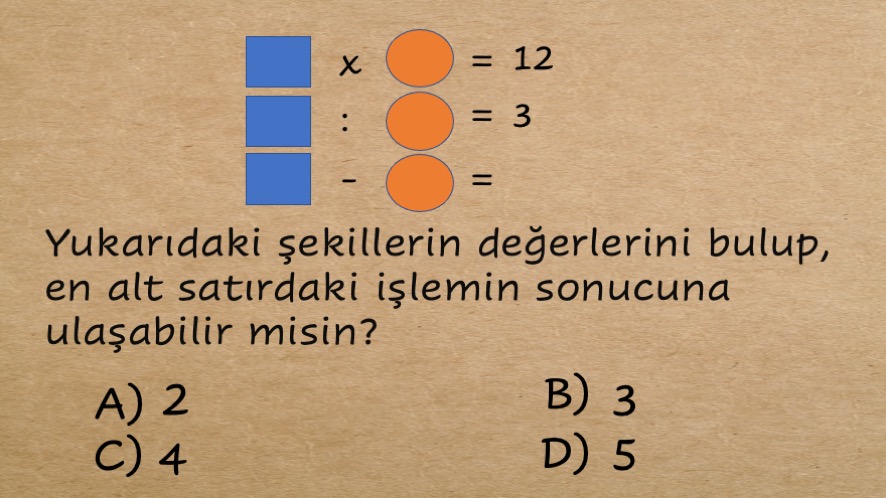 x = 12
: = 3
- =
Yukarıdaki şekillerin değerlerini bulup,
en alt satırdaki işlemin sonucuna
ulaşabilir misin?
A) 2 B) 3
C) 4 D) 5